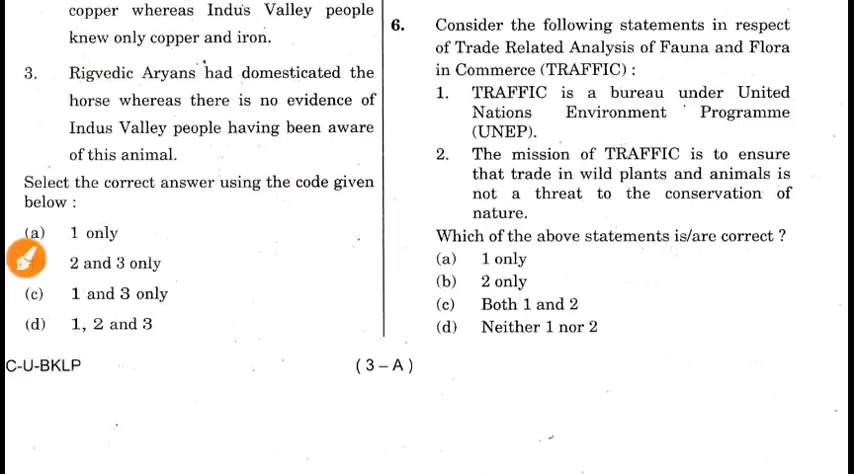 copper whereas Indus Valley people
knew only copper and iron.
3. Rigvedic Aryans had domesticated the
horse whereas there is no evidence of
Indus Valley people having been aware
of this animal.
Select the correct answer using the code given
below :
(a) 1 only
2 and 3 only
(c) 1 and 3 only
(d) 1, 2 and 3
6. Consider the following statements in respect
of Trade Related Analysis of Fauna and Flora
in Commerce (TRAFFIC) :
1. TRAFFIC is a bureau under United
Nations Environment Programme
(UNEP).
2. The mission of TRAFFIC is to ensure
that trade in wild plants and animals is
not a threat to the conservation of
nature.
Which of the above statements is/are correct ?
(a) 1 only
(b) 2 only
(c) Both 1 and 2
(d) Neither 1 nor 2
C-U-BKLP
( 3 – A )